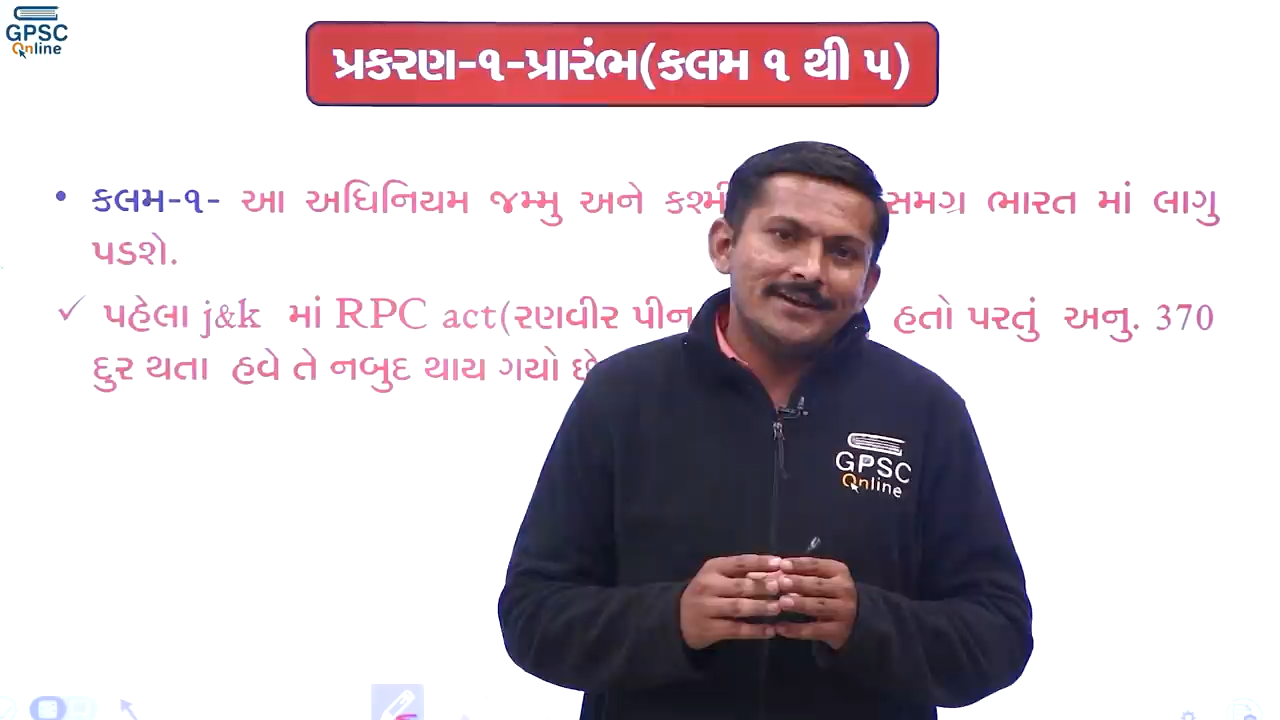 GPSC
Online
પ્રકરણ-૧-પ્રારંભ(કલમ ૧ થી ૫)
• કલમ-૧- આ અધિનિયમ જમ્મુ અને સમગ્ર ભારત માં લાગુ
પડશે.
✓ પહેલા j&k માં RPC act(રણવીર હતો પરતું અનુ. 370
દુર થતા હવે તે નબુદ થાય ગયો
GPSC
Online